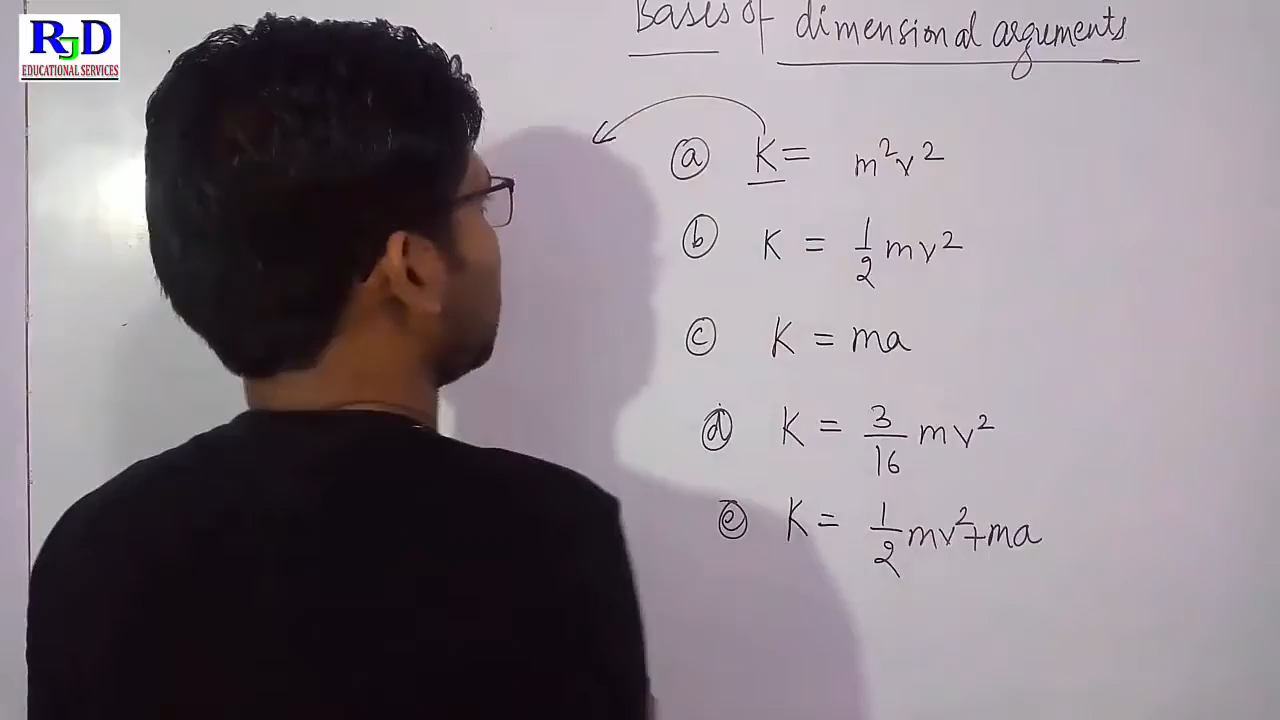 RJD
EDUCATIONAL SERVICES
Bases of dimensional arguments
(a) K = m²v²
(b) K = 1/2 mv²
(c) K = ma
(d) K = 3/16 mv²
(e) K = 1/2 mv²+ma